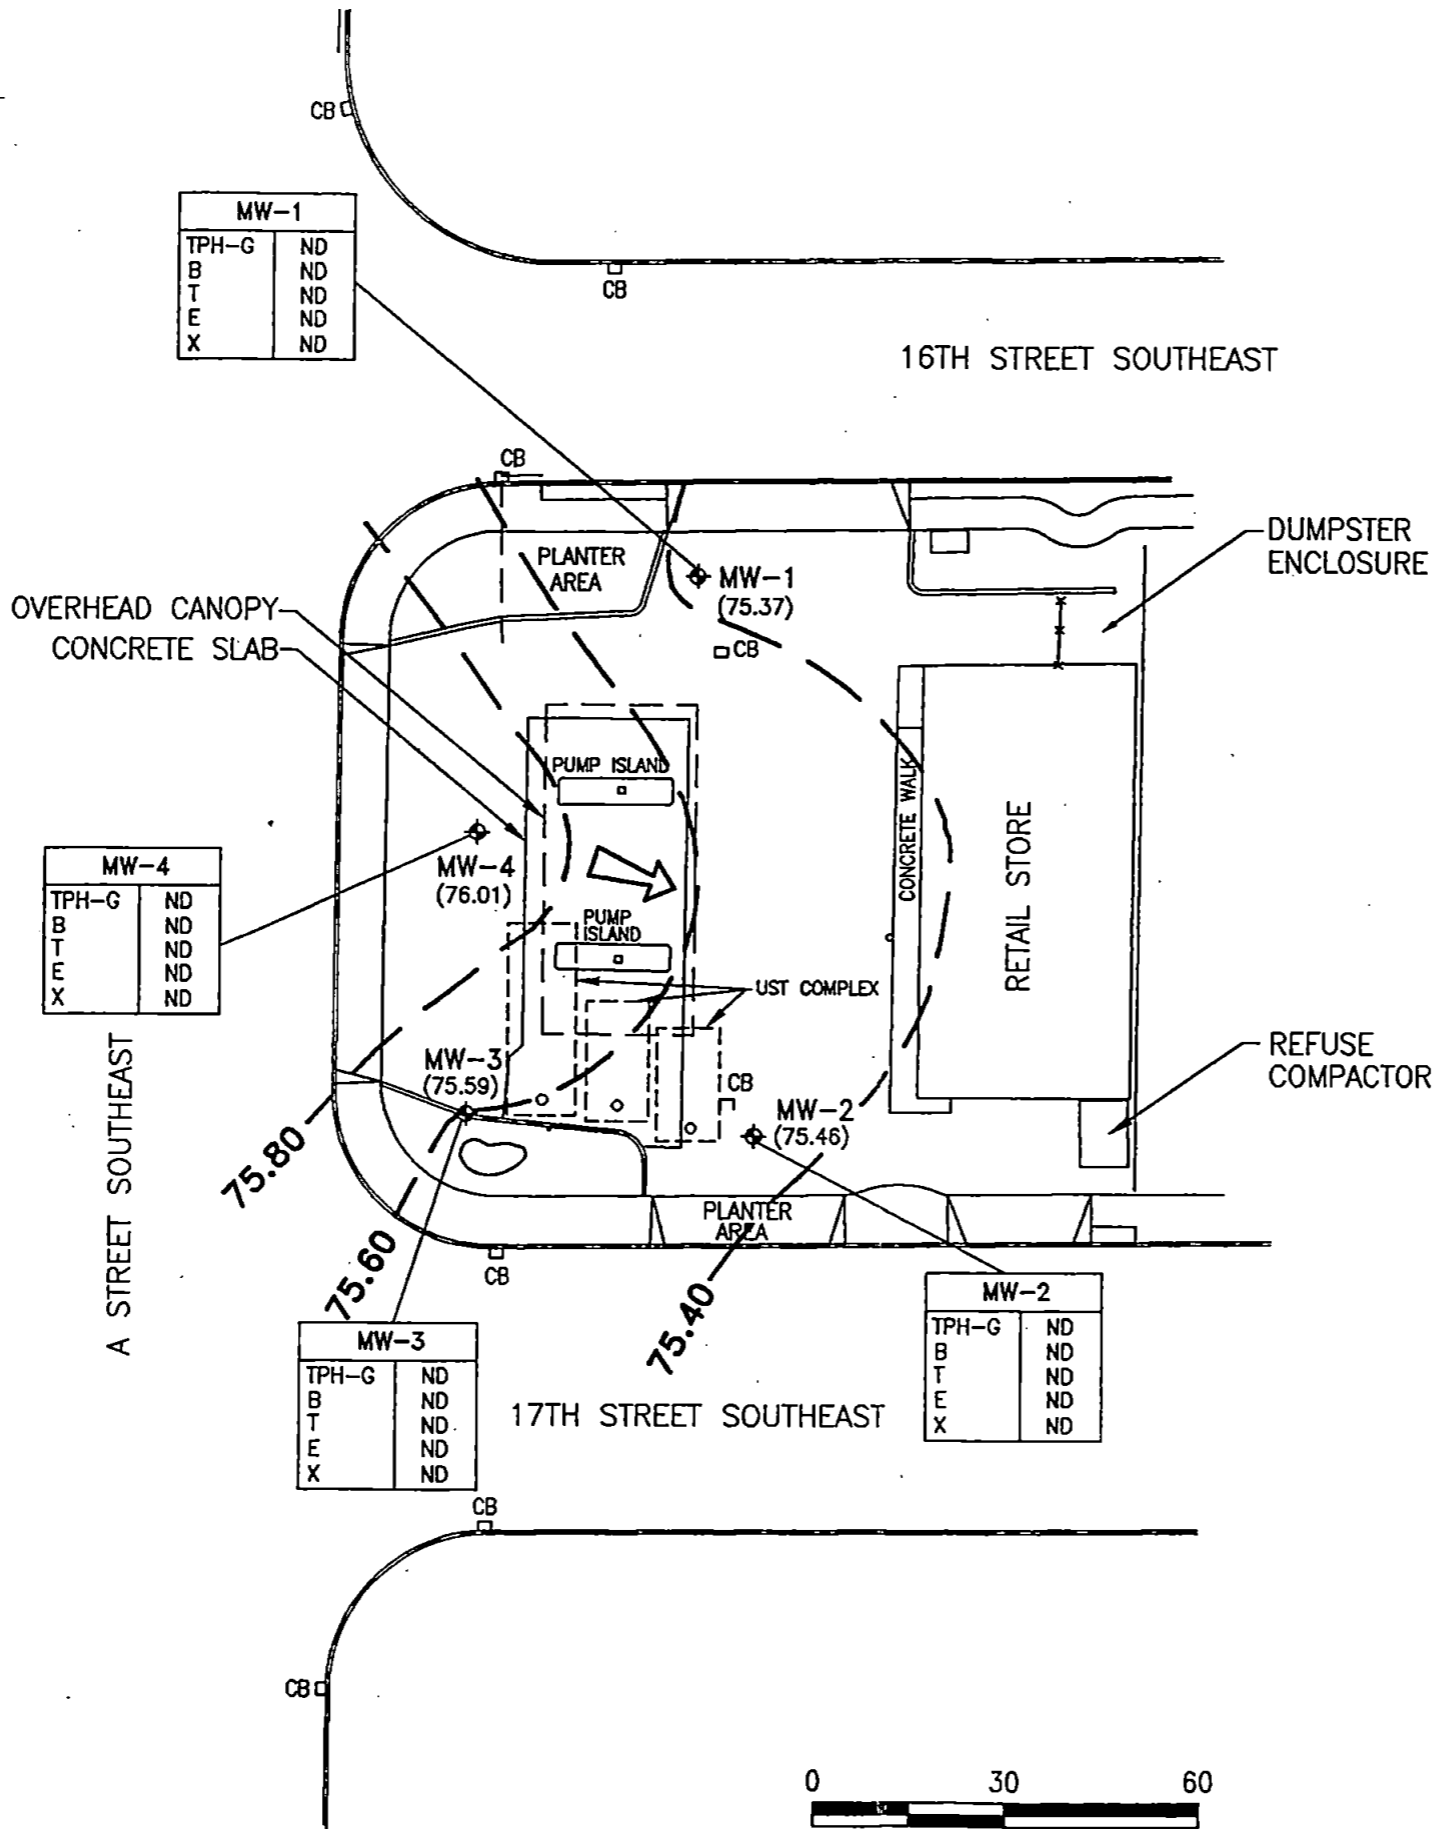 CB
MW-1
TPH-G ND
B ND
T ND
E ND
X ND
CB
16TH STREET SOUTHEAST
CB
DUMPSTER
ENCLOSURE
PLANTER
AREA
MW-1
(75.37)
CB
OVERHEAD CANOPY
CONCRETE SLAB
PUMP ISLAND
CONCRETE WALK
RETAIL STORE
MW-4
(76.01)
MW-4
TPH-G ND
B ND
T ND
E ND
X ND
PUMP
ISLAND
UST COMPLEX
MW-3
(75.59)
CB
MW-2
(75.46)
REFUSE
COMPACTOR
A STREET SOUTHEAST
75.80
75.60
75.40
PLANTER
AREA
CB
MW-3
TPH-G ND
B ND
T ND
E ND
X ND
MW-2
TPH-G ND
B ND
T ND
E ND
X ND
17TH STREET SOUTHEAST
CB
CB
0 30 60